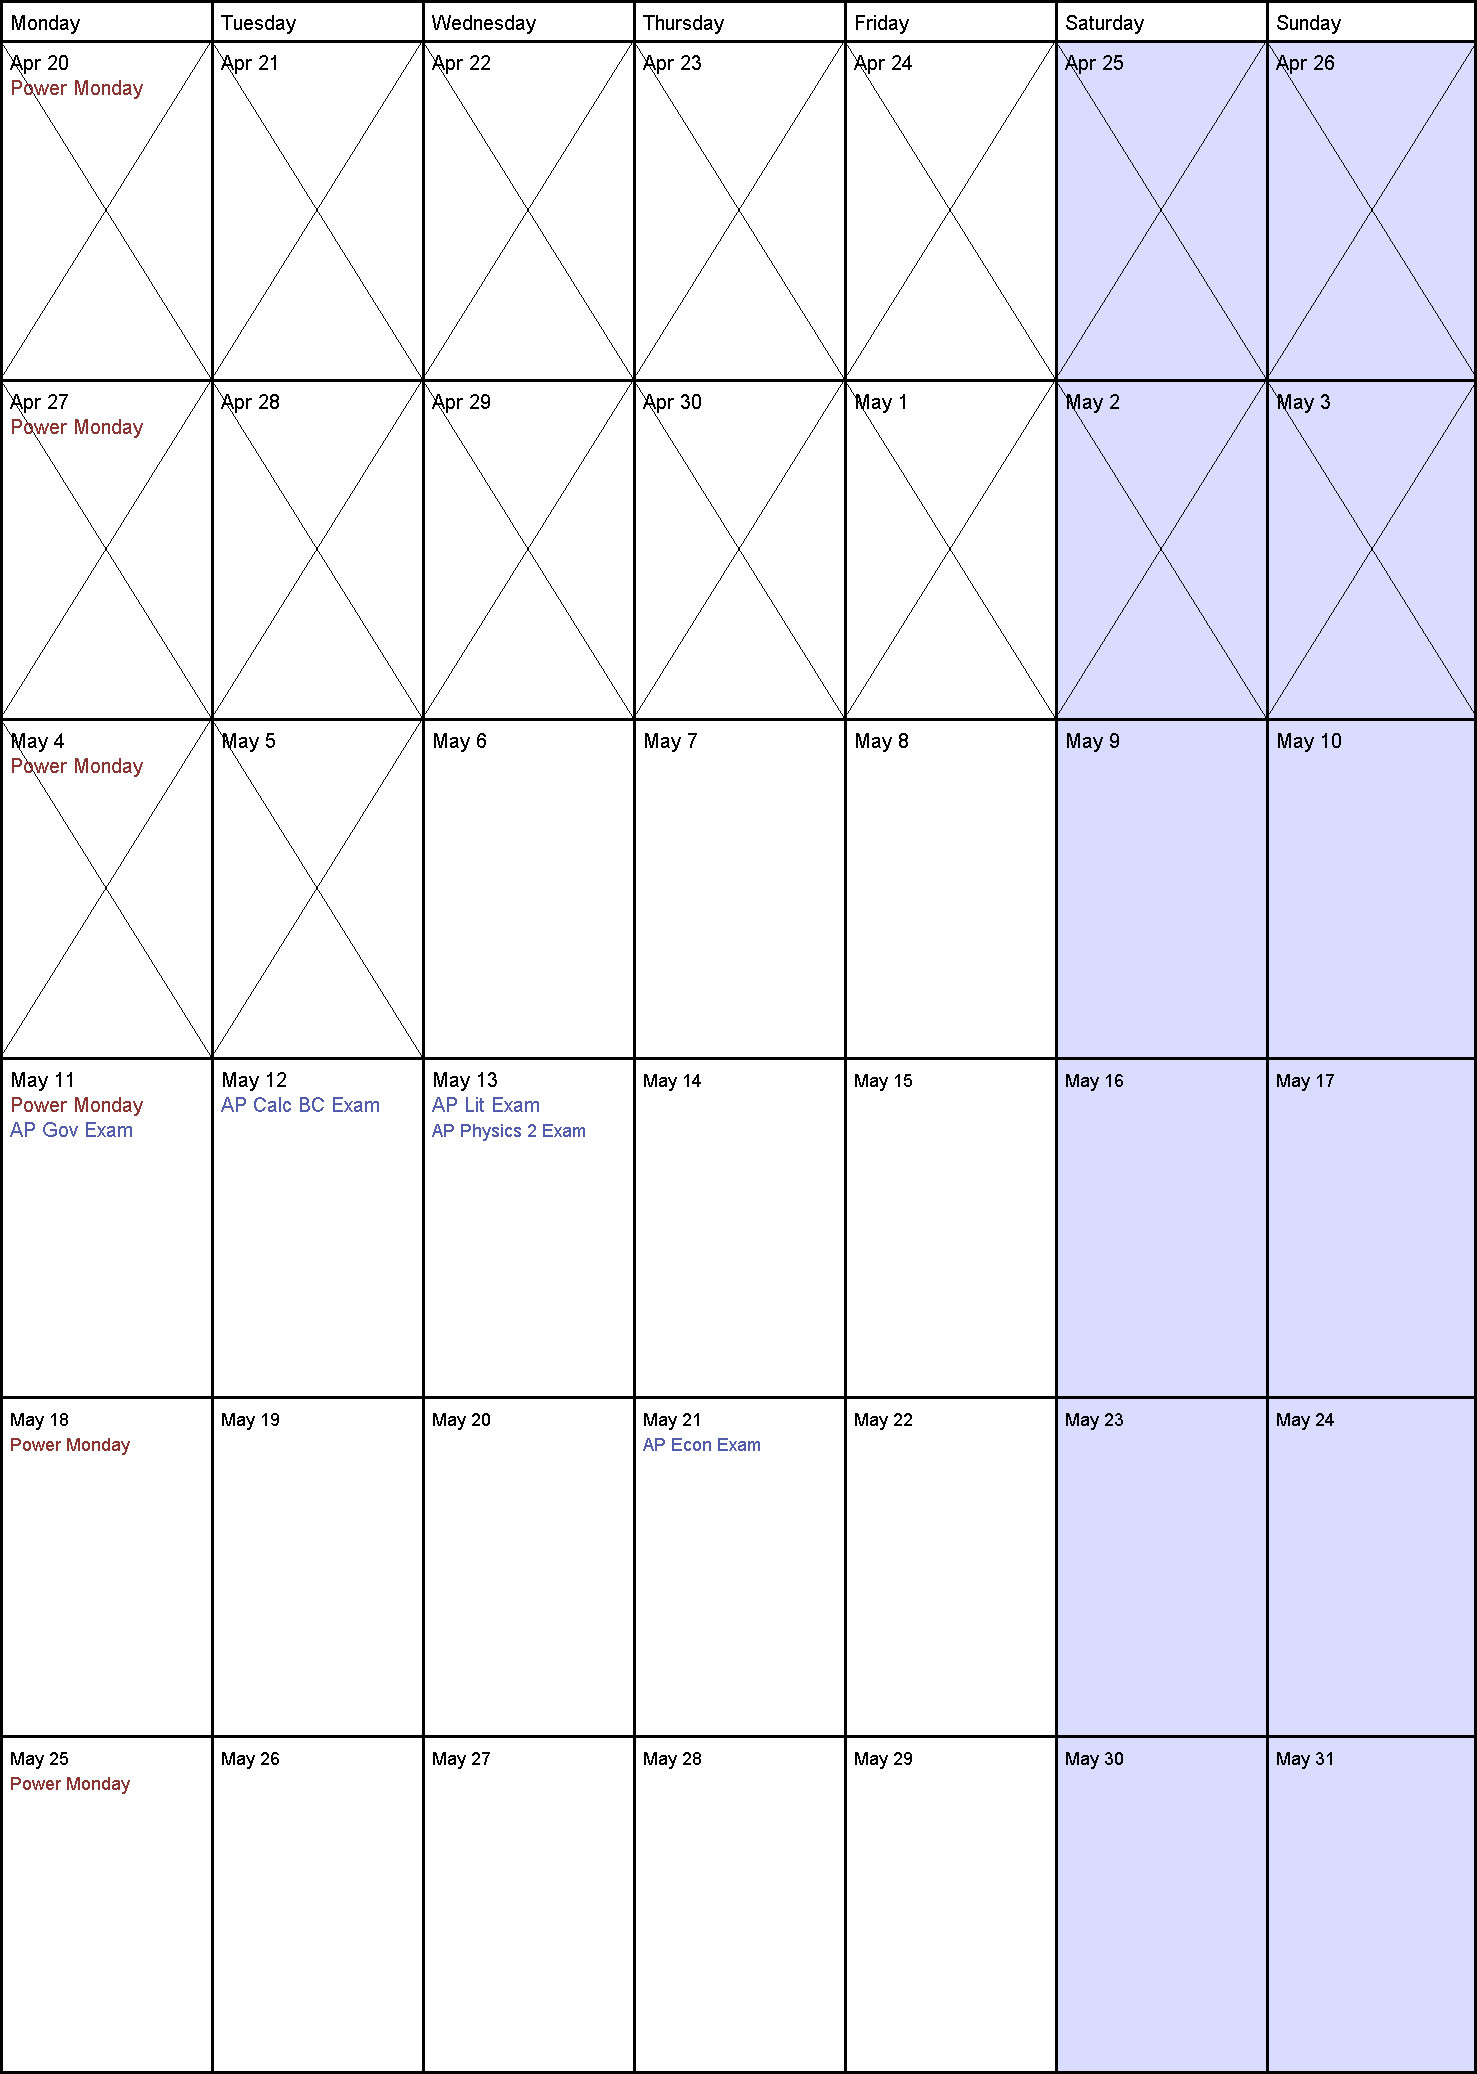 Monday Tuesday Wednesday Thursday Friday Saturday Sunday
Apr 20 Apr 21 Apr 22 Apr 23 Apr 24 Apr 25 Apr 26
Power Monday
Apr 27 Apr 28 Apr 29 Apr 30 May 1 May 2 May 3
Power Monday
May 4 May 5 May 6 May 7 May 8 May 9 May 10
Power Monday
May 11 May 12 May 13 May 14 May 15 May 16 May 17
Power Monday AP Calc BC Exam AP Lit Exam
AP Gov Exam AP Physics 2 Exam
May 18 May 19 May 20 May 21 May 22 May 23 May 24
Power Monday AP Econ Exam
May 25 May 26 May 27 May 28 May 29 May 30 May 31
Power Monday